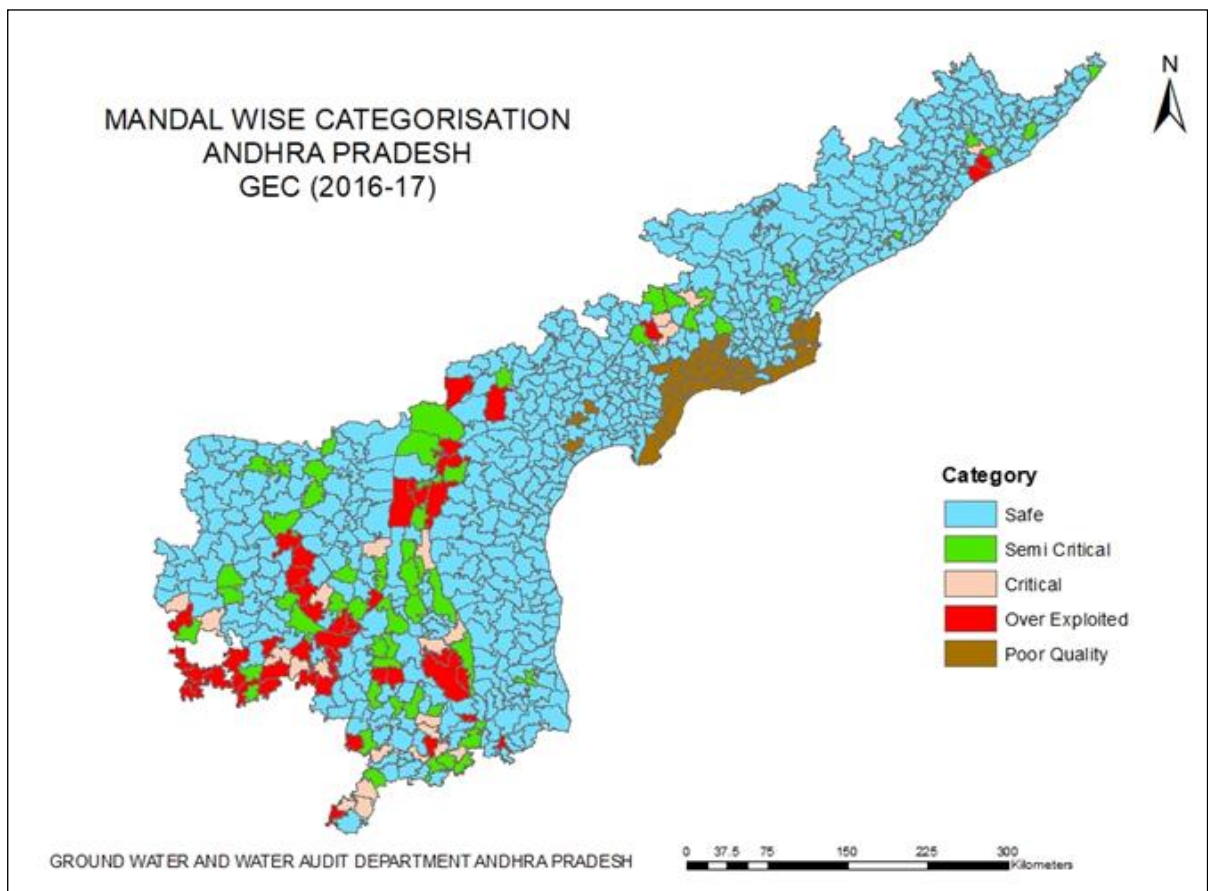 MANDAL WISE CATEGORISATION
ANDHRA PRADESH
GEC (2016-17)
N
Category
Safe
Semi Critical
Critical
Over Exploited
Poor Quality
GROUND WATER AND WATER AUDIT DEPARTMENT ANDHRA PRADESH
0 37.5 75 150 225 300
Kilometers